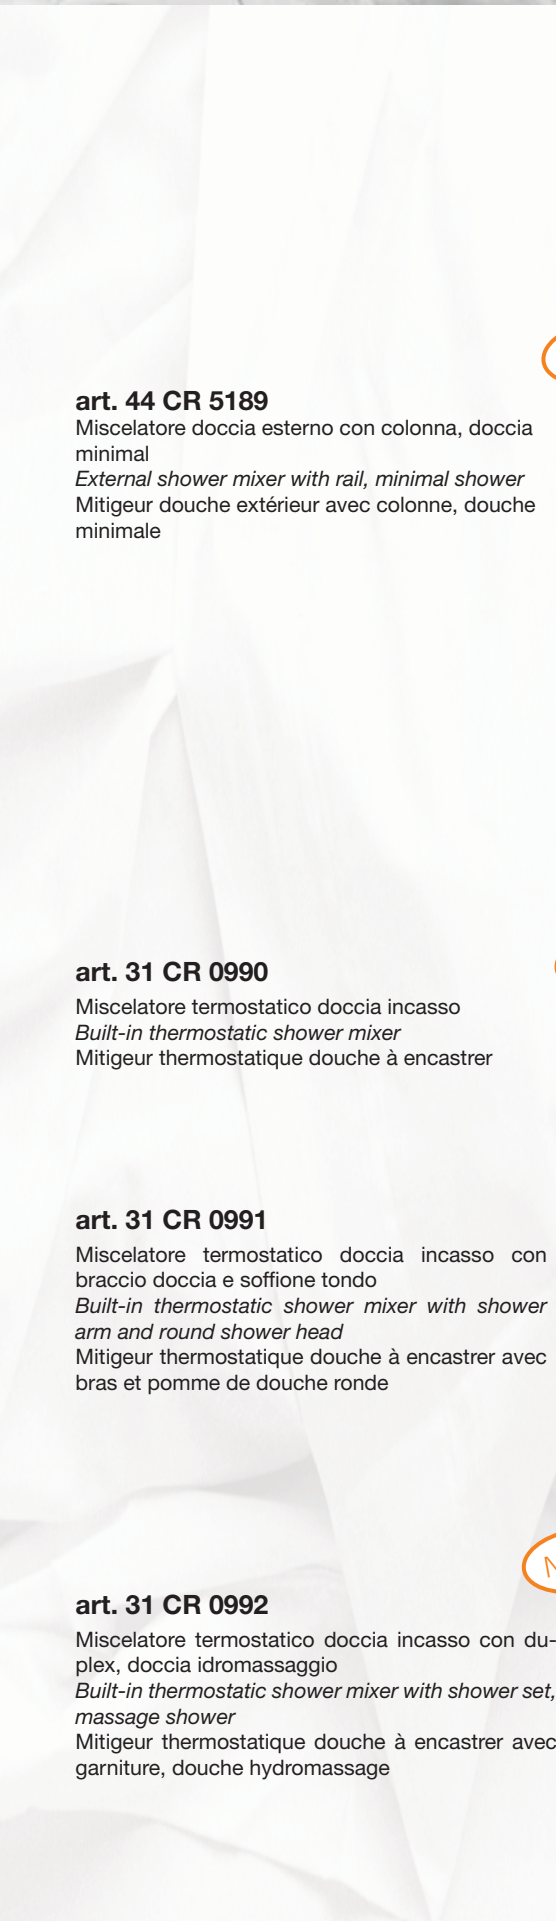 art. 44 CR 5189
Miscelatore doccia esterno con colonna, doccia
minimal
External shower mixer with rail, minimal shower
Mitigeur douche extérieur avec colonne, douche
minimale
art. 31 CR 0990
Miscelatore termostatico doccia incasso
Built-in thermostatic shower mixer
Mitigeur thermostatique douche à encastrer
art. 31 CR 0991
Miscelatore termostatico doccia incasso con
braccio doccia e soffione tondo
Built-in thermostatic shower mixer with shower
arm and round shower head
Mitigeur thermostatique douche à encastrer avec
bras et pomme de douche ronde
art. 31 CR 0992
Miscelatore termostatico doccia incasso con du-
plex, doccia idromassaggio
Built-in thermostatic shower mixer with shower set,
massage shower
Mitigeur thermostatique douche à encastrer avec
garniture, douche hydromassage